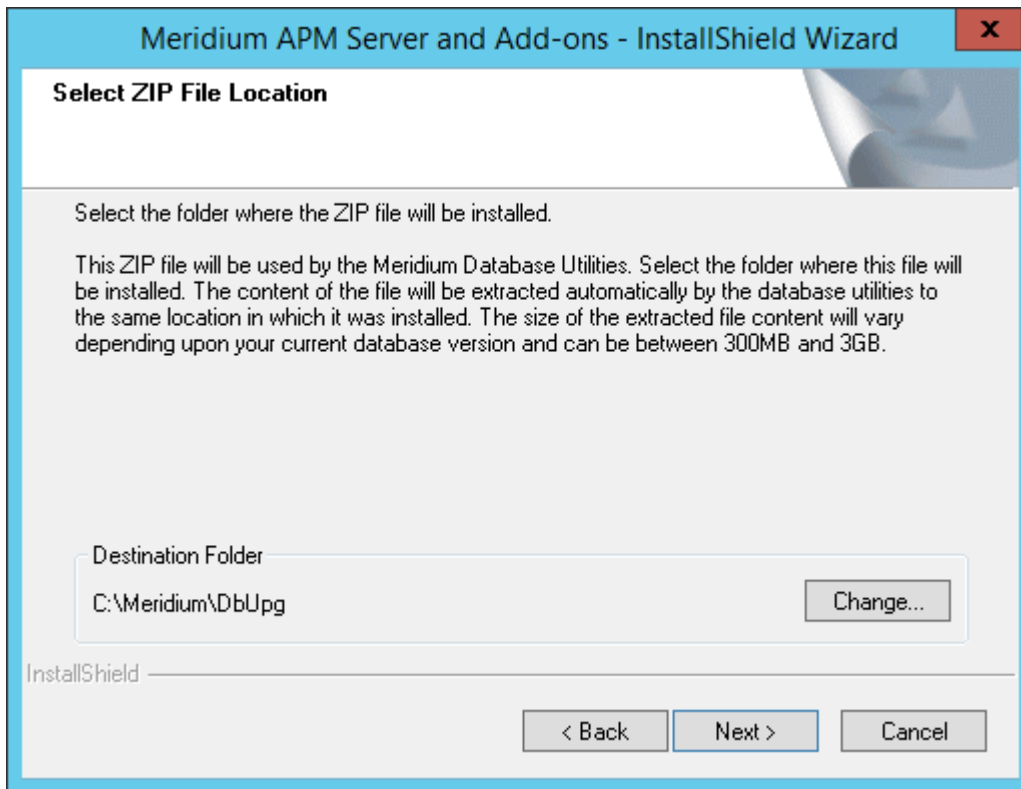 Meridium APM Server and Add-ons - InstallShield Wizard
x
Select ZIP File Location
Select the folder where the ZIP file will be installed.
This ZIP file will be used by the Meridium Database Utilities. Select the folder where this file will
be installed. The content of the file will be extracted automatically by the database utilities to
the same location in which it was installed. The size of the extracted file content will vary
depending upon your current database version and can be between 300MB and 3GB.
Destination Folder
C:\Meridium\DbUpg
Change...
InstallShield
< Back
Next >
Cancel